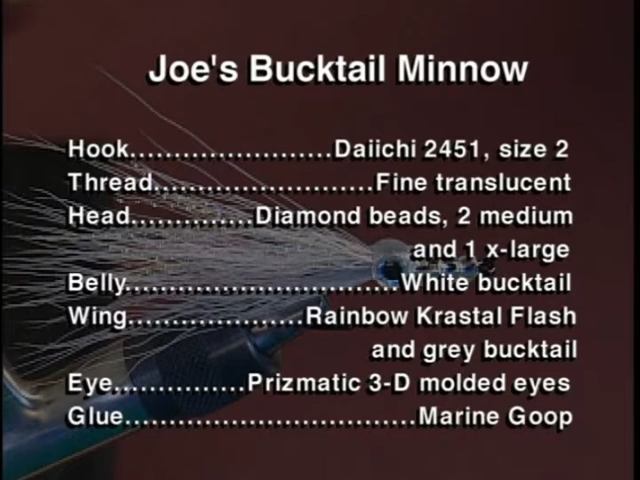 Joe's Bucktail Minnow
Hook.......................Daiichi 2451, size 2
Thread.........................Fine translucent
Head..............Diamond beads, 2 medium
and 1 x-large
Belly...............................White bucktail
Wing....................Rainbow Krastal Flash
and grey bucktail
Eye...............Prizmatic 3-D molded eyes
Glue.................................Marine Goop